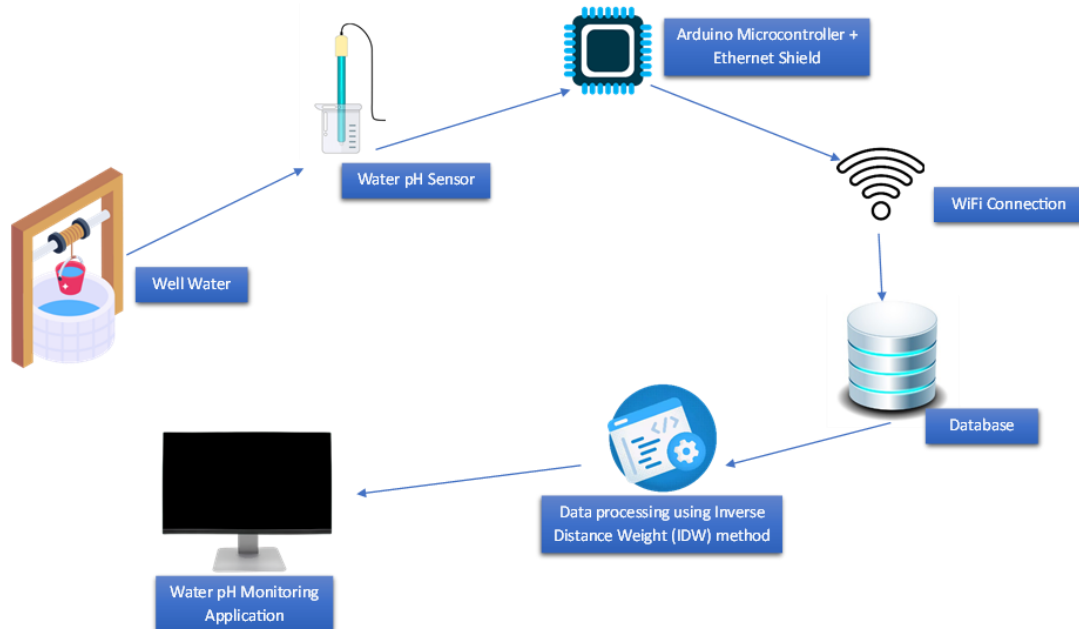 Well Water
Water pH Sensor
Arduino Microcontroller +
Ethernet Shield
WiFi Connection
Database
Data processing using Inverse
Distance Weight (IDW) method
Water pH Monitoring
Application